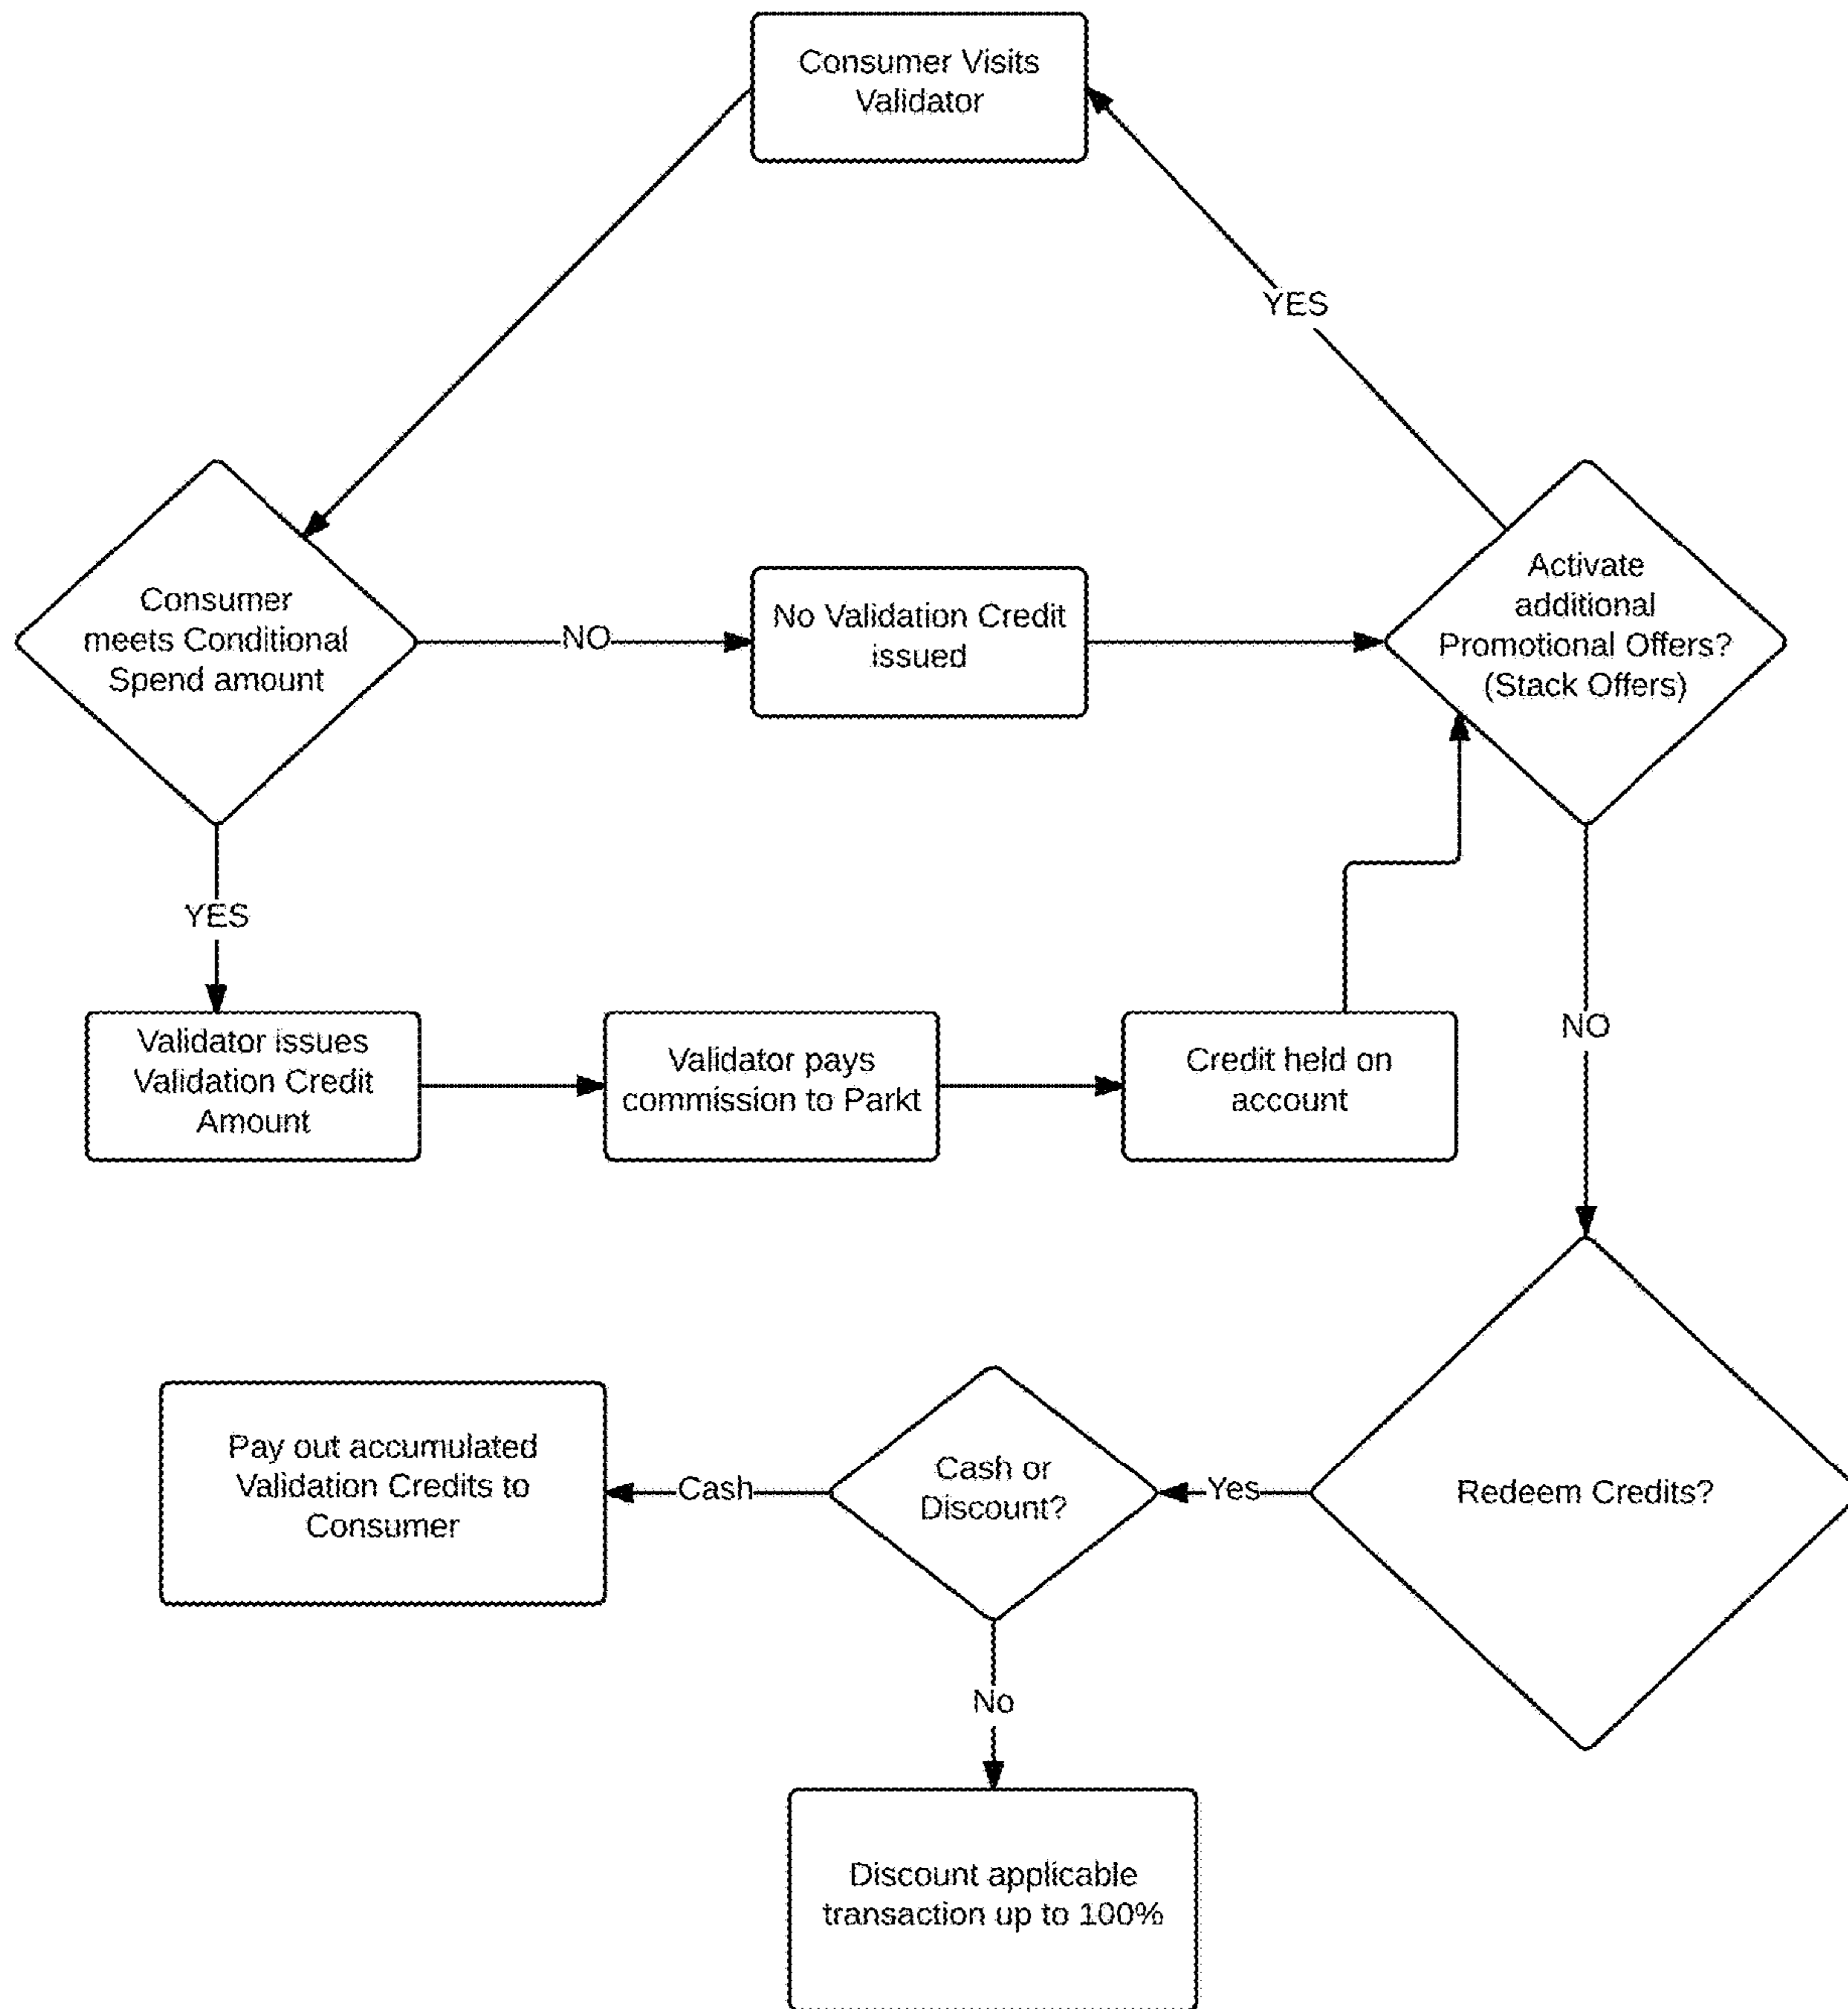 Consumer Visits
Validator
YES
Consumer
meets Conditional
Spend amount
NO
No Validation Credit
issued
Activate
additional
Promotional Offers?
(Stack Offers)
YES
Validator issues
Validation Credit
Amount
Validator pays
commission to Parkt
Credit held on
account
NO
Pay out accumulated
Validation Credits to
Consumer
Cash
Cash or
Discount?
Yes
Redeem Credits?
No
Discount applicable
transaction up to 100%